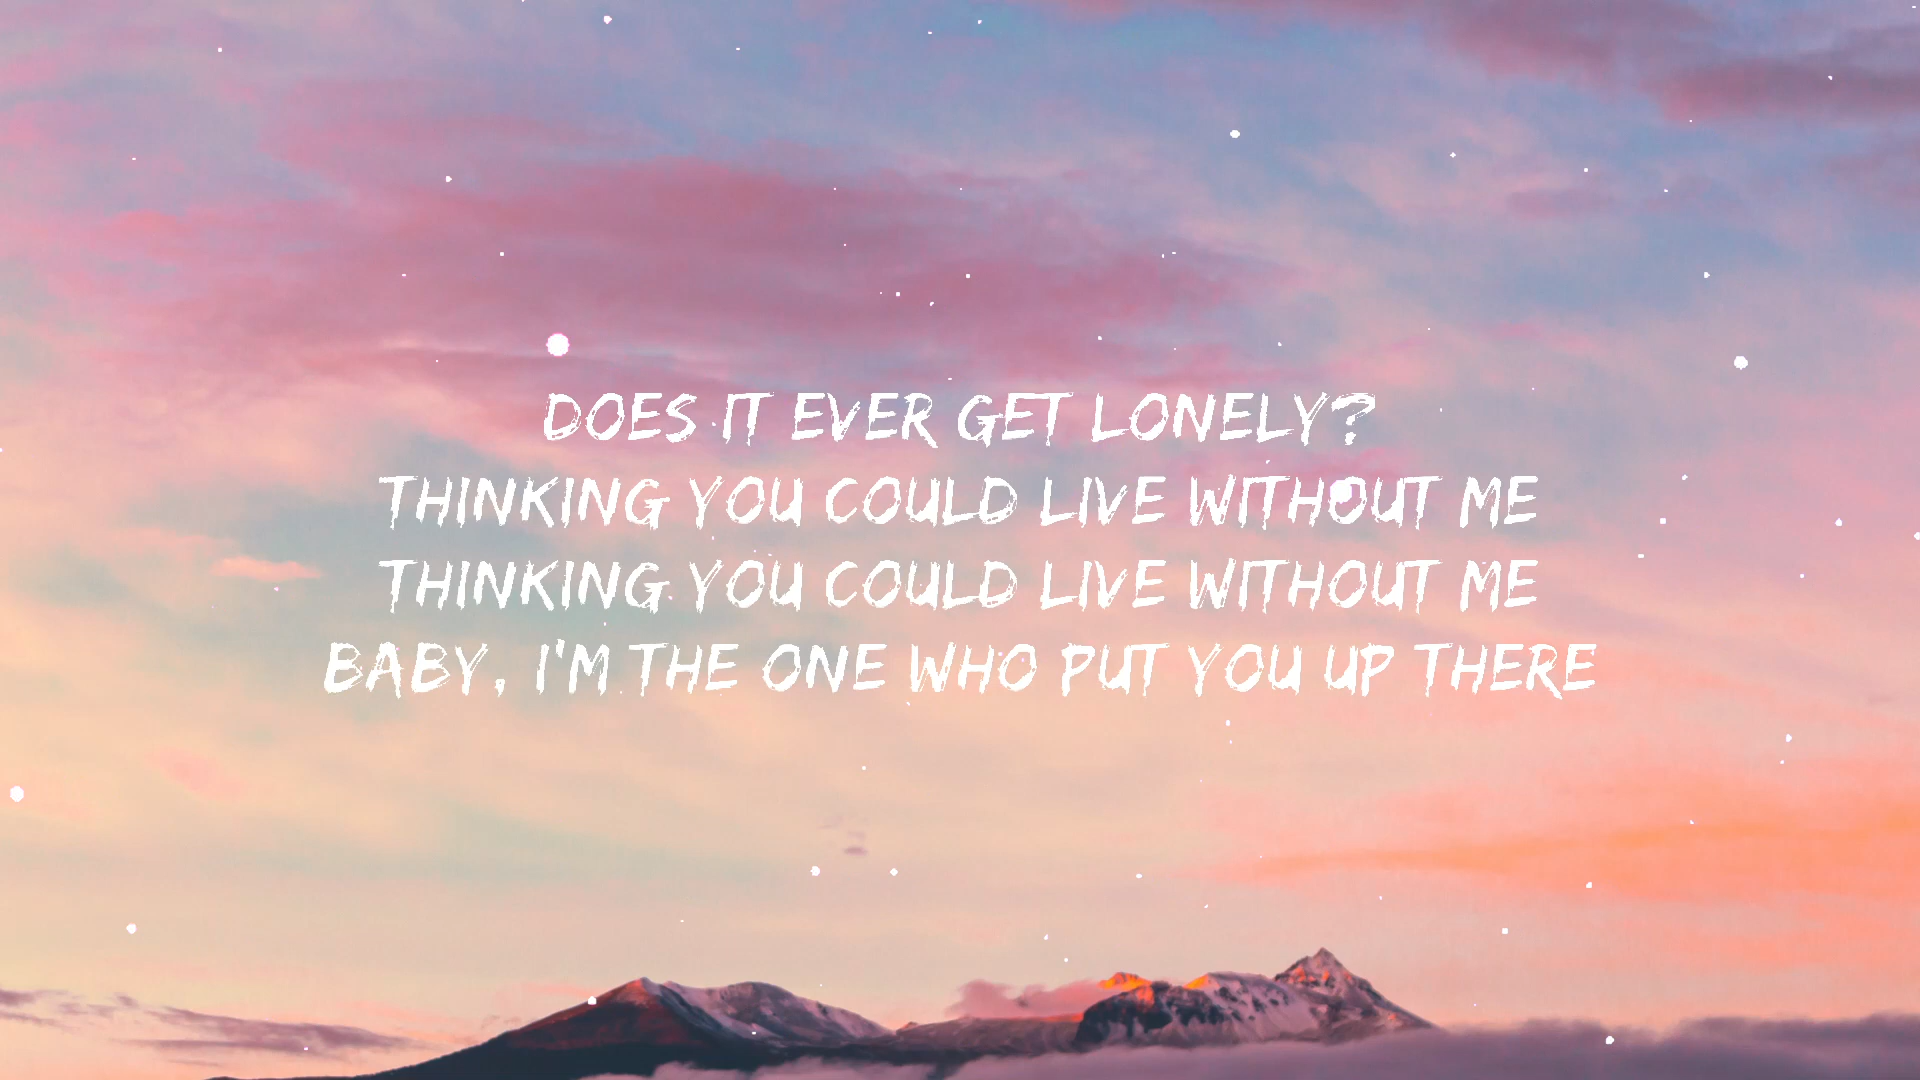 DOES IT EVER GET LONELY?
THINKING YOU COULD LIVE WITHOUT ME
THINKING YOU COULD LIVE WITHOUT ME
BABY, I'M THE ONE WHO PUT YOU UP THERE